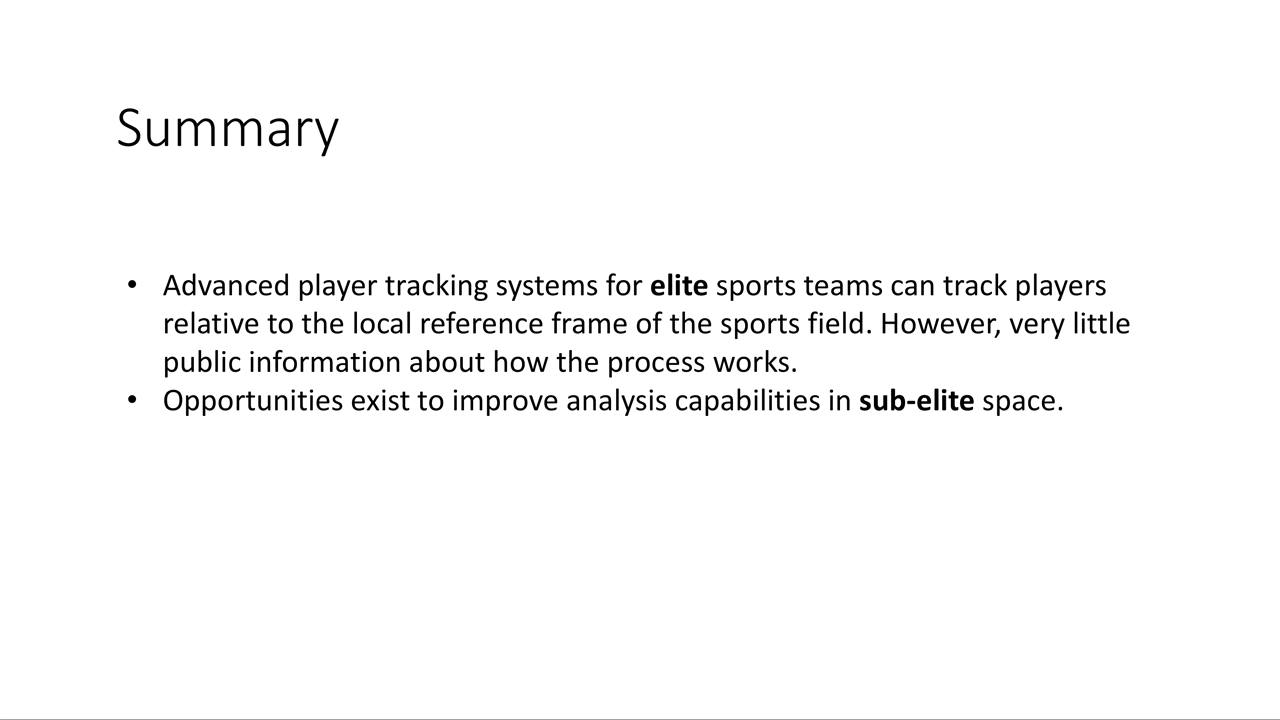 Summary
• Advanced player tracking systems for elite sports teams can track players
relative to the local reference frame of the sports field. However, very little
public information about how the process works.
• Opportunities exist to improve analysis capabilities in sub-elite space.